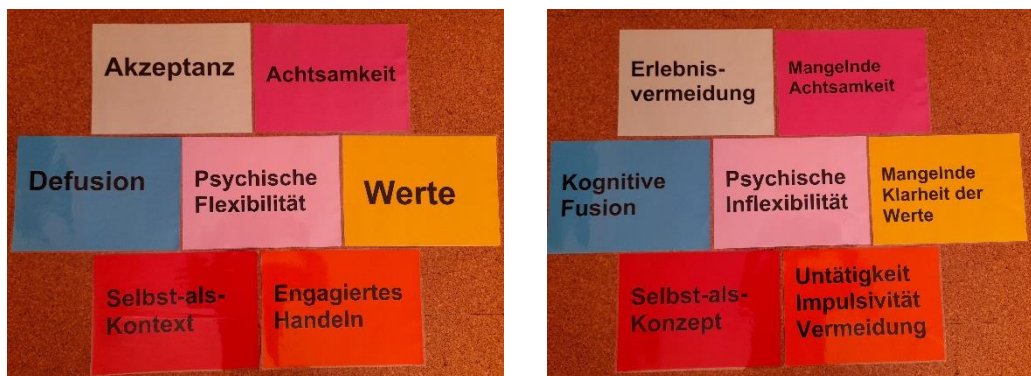 Akzeptanz
Achtsamkeit
Defusion
Psychische
Flexibilität
Werte
Selbst-als-
Kontext
Engagiertes
Handeln
Erlebnis-
vermeidung
Mangelnde
Achtsamkeit
Kognitive
Fusion
Psychische
Inflexibilität
Mangelnde
Klarheit der
Werte
Selbst-als-
Konzept
Untätigkeit
Impulsivität
Vermeidung